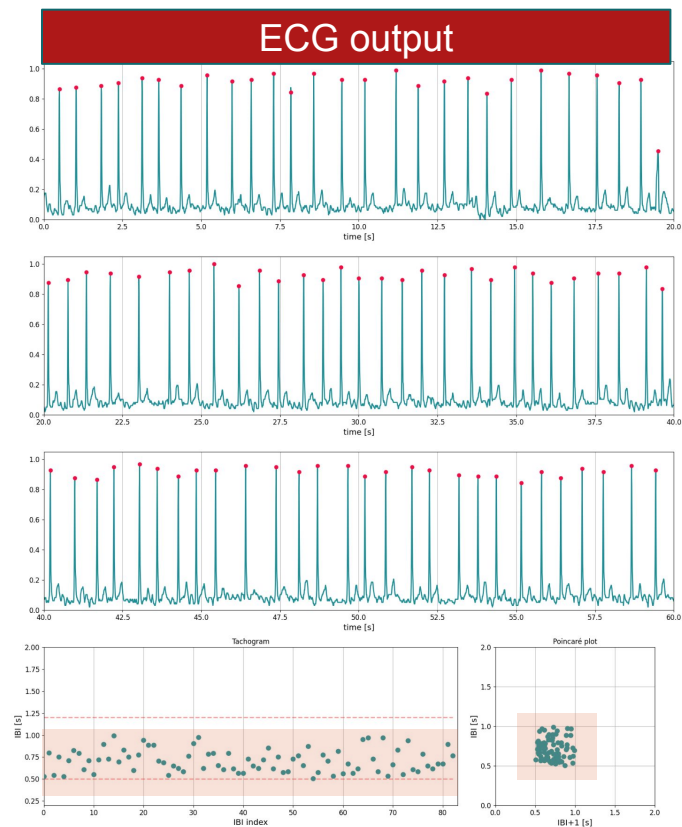 ECG output
1.0
0.8
0.6
0.4
0.2
0.0
0.0 2.5 5.0 7.5 10.0 12.5 15.0 17.5 20.0
time [s]
1.0
0.8
0.6
0.4
0.2
0.0
20.0 22.5 25.0 27.5 30.0 32.5 35.0 37.5 40.0
time [s]
1.0
0.8
0.6
0.4
0.2
0.0
40.0 42.5 45.0 47.5 50.0 52.5 55.0 57.5 60.0
time [s]
Tachogram
IBI [s]
2.00
1.75
1.50
1.25
1.00
0.75
0.50
0.25
0 10 20 30 40 50 60 70 80
IBI index
Poincaré plot
IBI [s]
2.0
1.5
1.0
0.5
0.0
0.0 0.5 1.0 1.5 2.0
IBI+1 [s]